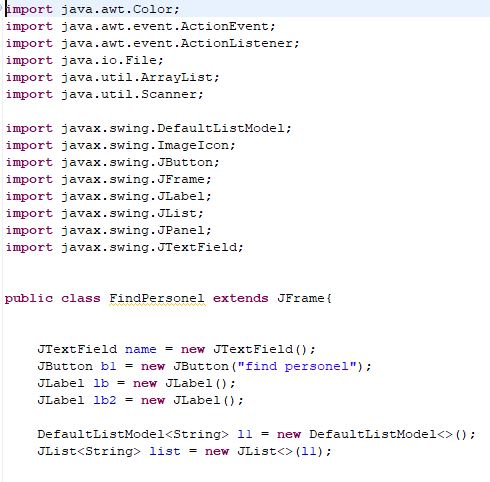 import java.awt.Color;
import java.awt.event.ActionEvent;
import java.awt.event.ActionListener;
import java.io.File;
import java.util.ArrayList;
import java.util.Scanner;
import javax.swing.DefaultListModel;
import javax.swing.ImageIcon;
import javax.swing.JButton;
import javax.swing.JFrame;
import javax.swing.JLabel;
import javax.swing.JList;
import javax.swing.JPanel;
import javax.swing.JTextField;
public class FindPersonel extends JFrame{
JTextField name = new JTextField();
JButton b1 = new JButton("find personel");
JLabel lb = new JLabel();
JLabel lb2 = new JLabel();
DefaultListModel<String> l1 = new DefaultListModel<>();
JList<String> list = new JList<>(l1);